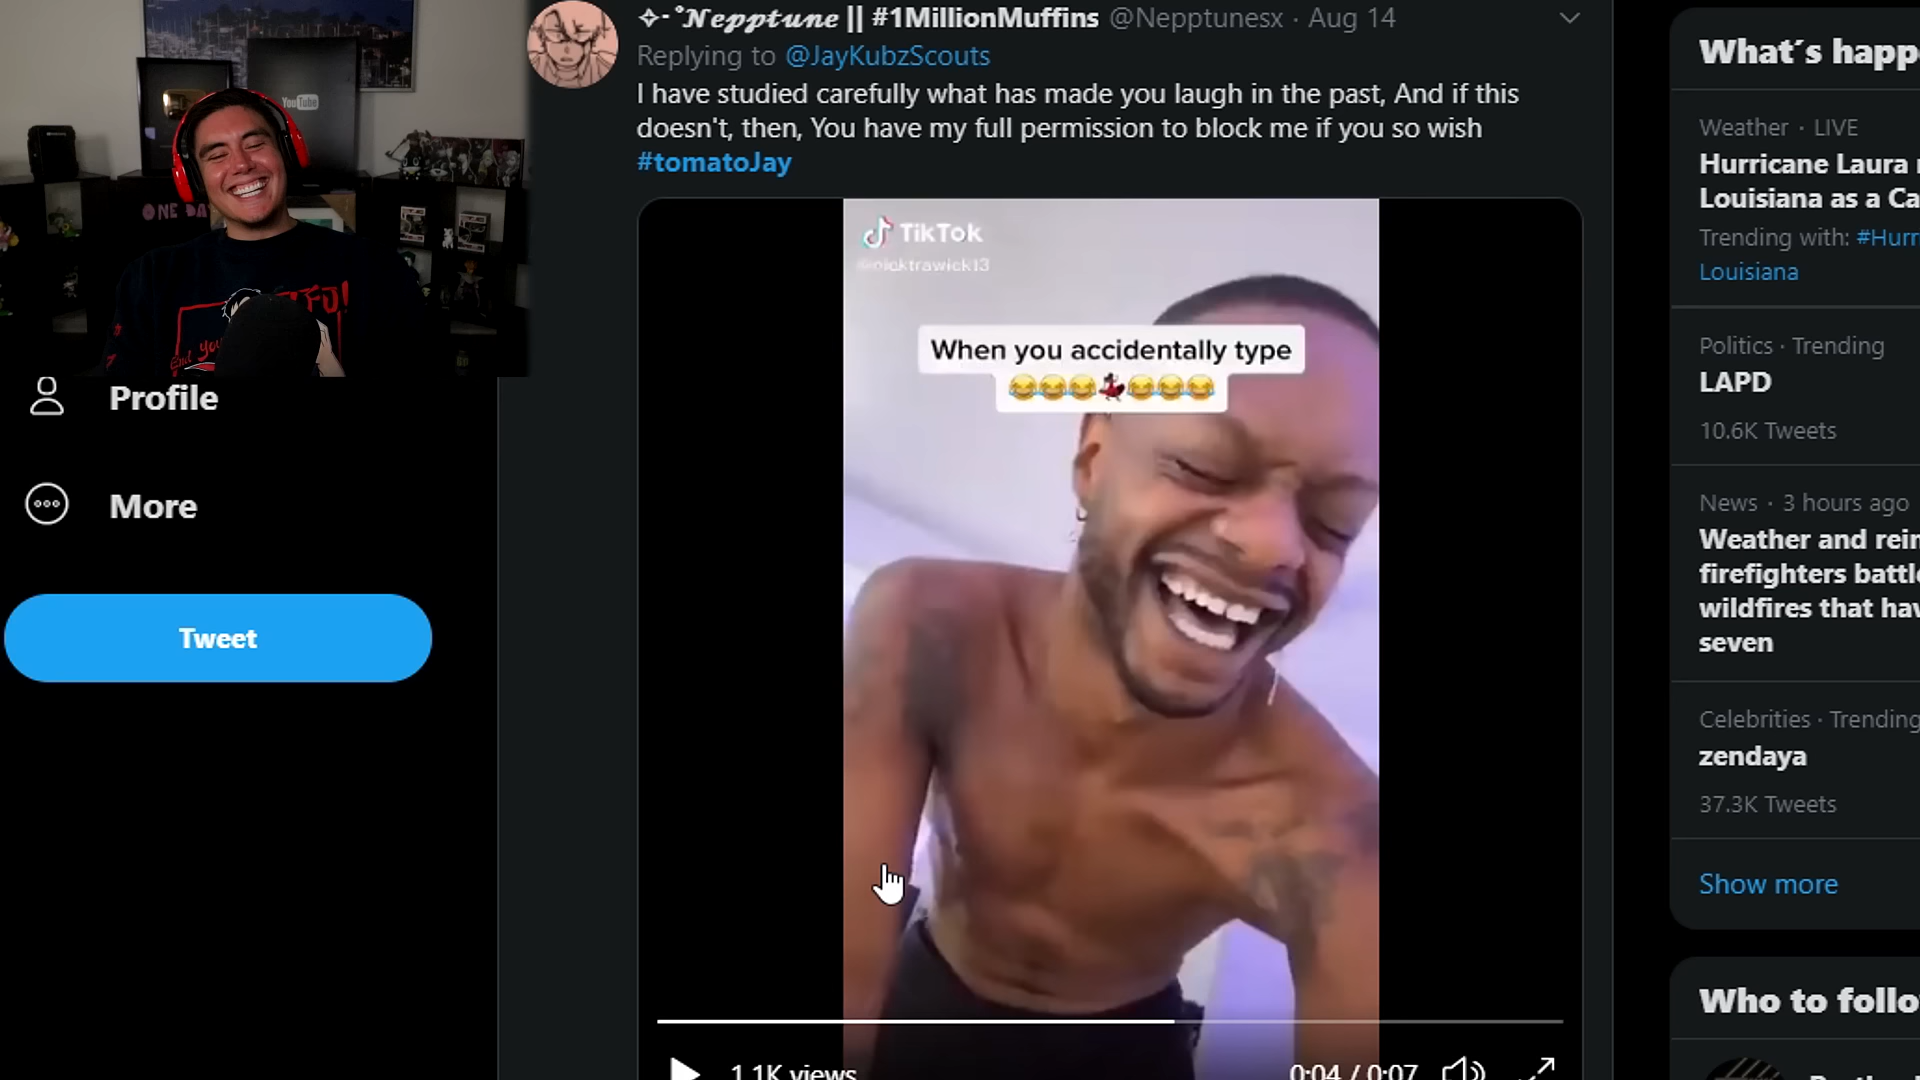 YouTube
Profile
More
Tweet
✧･ﾟ𝓝𝓮𝓹𝓹𝓽𝓾𝓷𝓮 || #1MillionMuffins @Nepptunesx · Aug 14
Replying to @JayKubzScouts
I have studied carefully what has made you laugh in the past, And if this
doesn't, then, You have my full permission to block me if you so wish
#tomatoJay
TikTok
@nicktrawick13
When you accidentally type
😂😂😂💃🏿😂😂😂
1.1K views
0:04 / 0:07
What's happ
Weather · LIVE
Hurricane Laura
Louisiana as a Ca
Trending with: #Hurr
Louisiana
Politics · Trending
LAPD
10.6K Tweets
News · 3 hours ago
Weather and rein
firefighters battl
wildfires that hav
seven
Celebrities · Trending
zendaya
37.3K Tweets
Show more
Who to follo